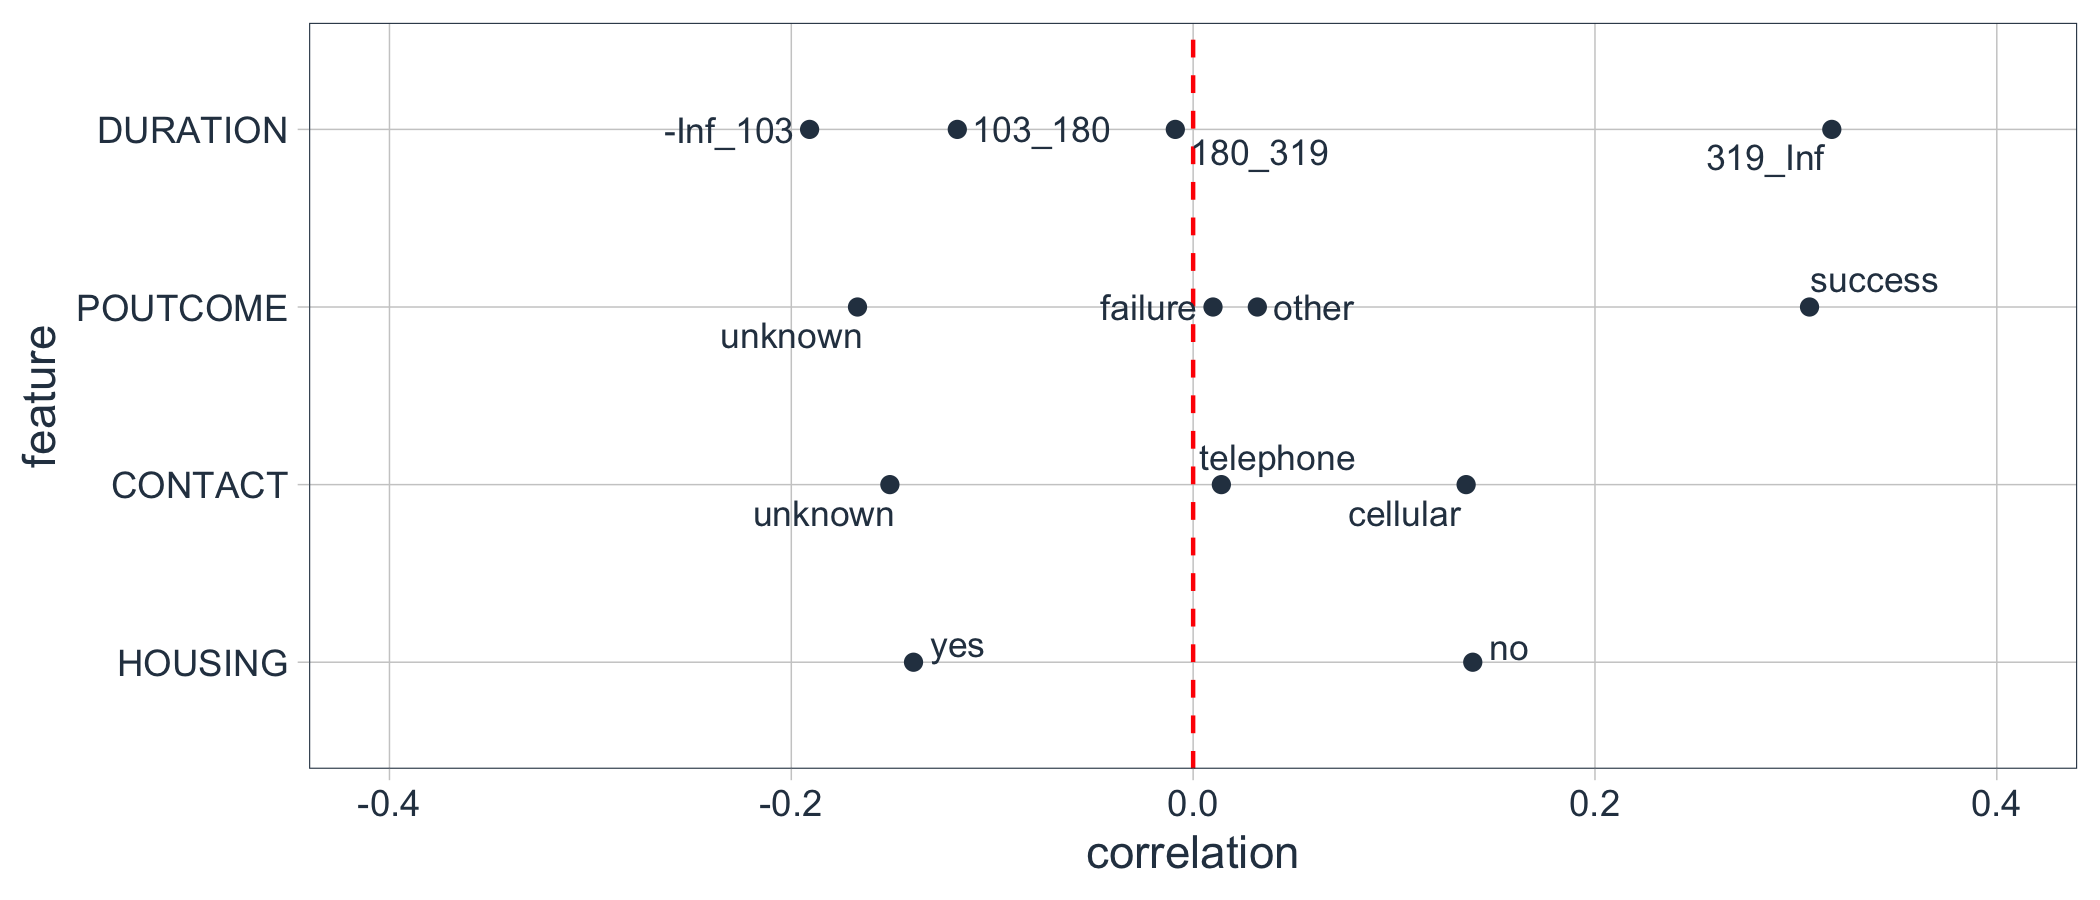 DURATION
-Inf_103
103_180
180_319
319_Inf
POUTCOME
unknown
failure
other
success
feature
CONTACT
unknown
telephone
cellular
HOUSING
yes
no
-0.4
-0.2
0.0
0.2
0.4
correlation